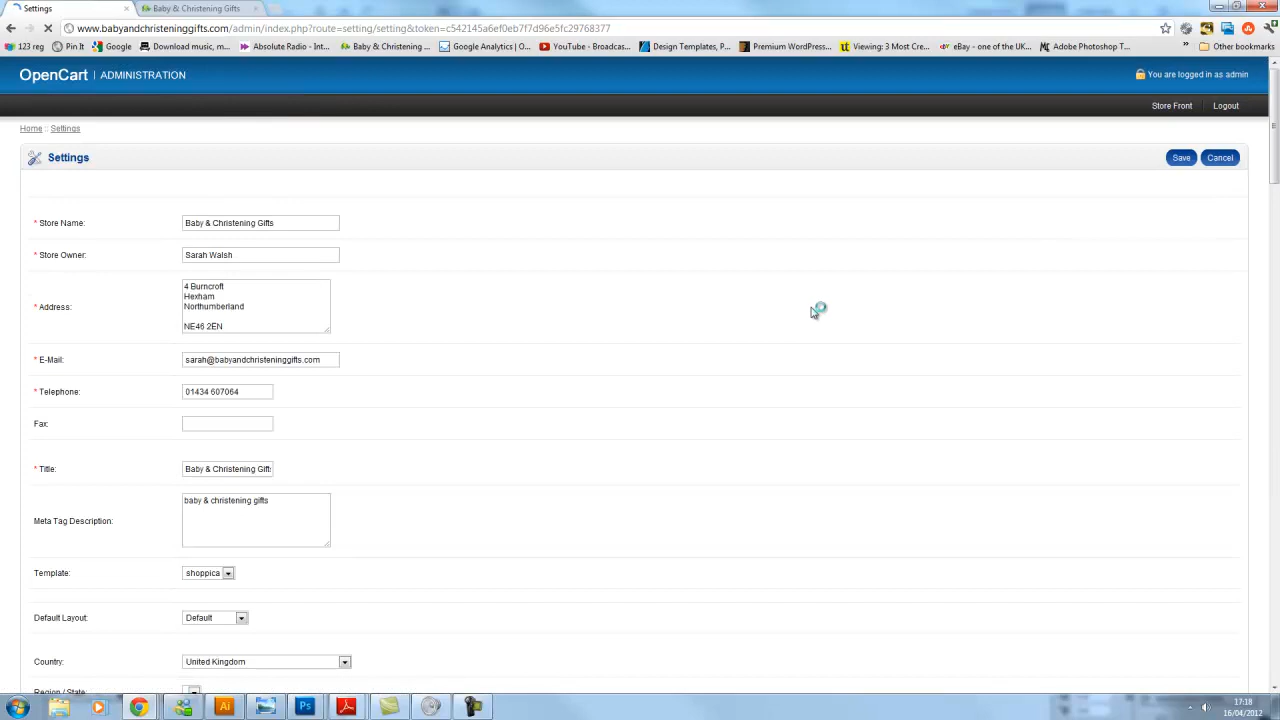 Settings
Baby & Christening Gifts
www.babyandchristeninggifts.com/admin/index.php?route=setting/setting&token=c542145a6ef0eb7f7d96e5fc29768377
123 reg
Pin It
Google
Download music, m...
Absolute Radio - Int...
Baby & Christening ...
Google Analytics | O...
YouTube - Broadcas...
Design Templates, P...
Premium WordPress...
Viewing: 3 Most Cre...
eBay - one of the UK...
Adobe Photoshop T...
»
Other bookmarks
OpenCart | ADMINISTRATION
You are logged in as admin
Store Front
Logout
Home :: Settings
Settings
Save
Cancel
* Store Name:
Baby & Christening Gifts
* Store Owner:
Sarah Walsh
* Address:
4 Burncroft
Hexham
Northumberland
NE46 2EN
* E-Mail:
sarah@babyandchristeninggifts.com
* Telephone:
01434 607064
Fax:
* Title:
Baby & Christening Gift
Meta Tag Description:
baby & christening gifts
Template:
shoppica
Default Layout:
Default
Country:
United Kingdom
Region / State:
Ai
Ps
17:18
16/04/2012